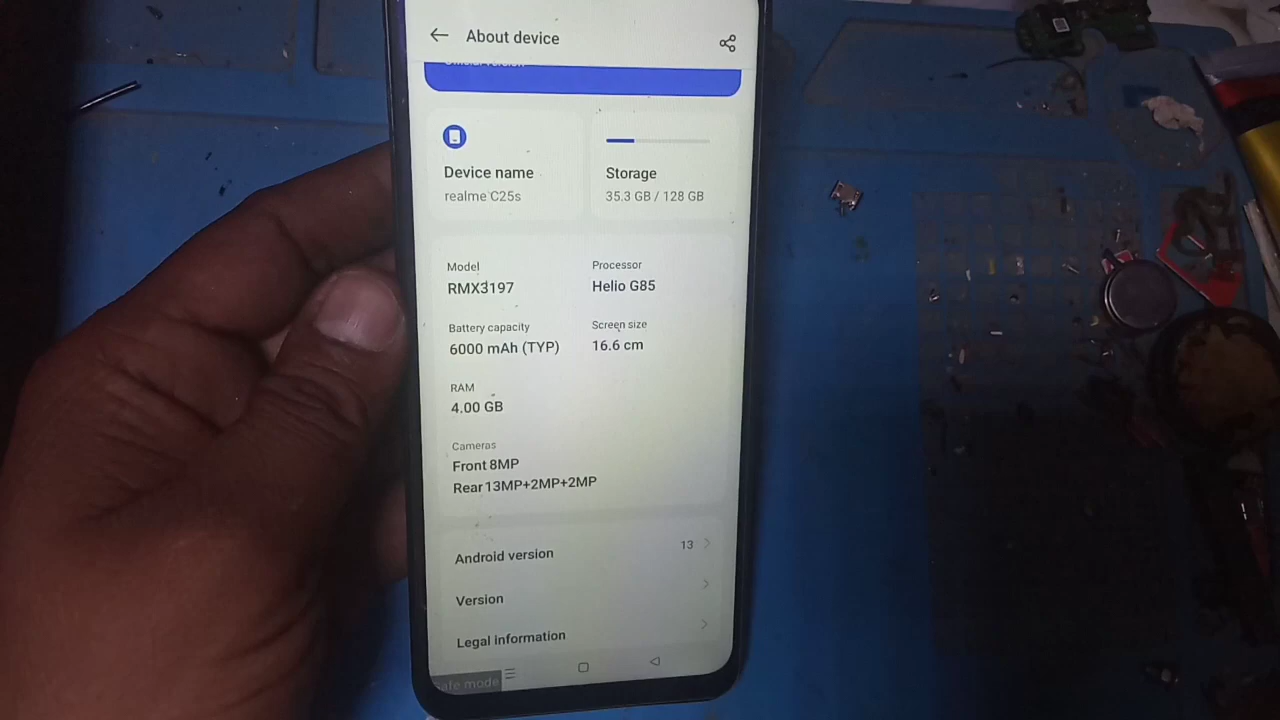 About device
Device name
realme C25s
Storage
35.3 GB / 128 GB
Model
RMX3197
Processor
Helio G85
Battery capacity
6000 mAh (TYP)
Screen size
16.6 cm
RAM
4.00 GB
Cameras
Front 8MP
Rear 13MP+2MP+2MP
Android version
13
Version
Legal information
afe mode